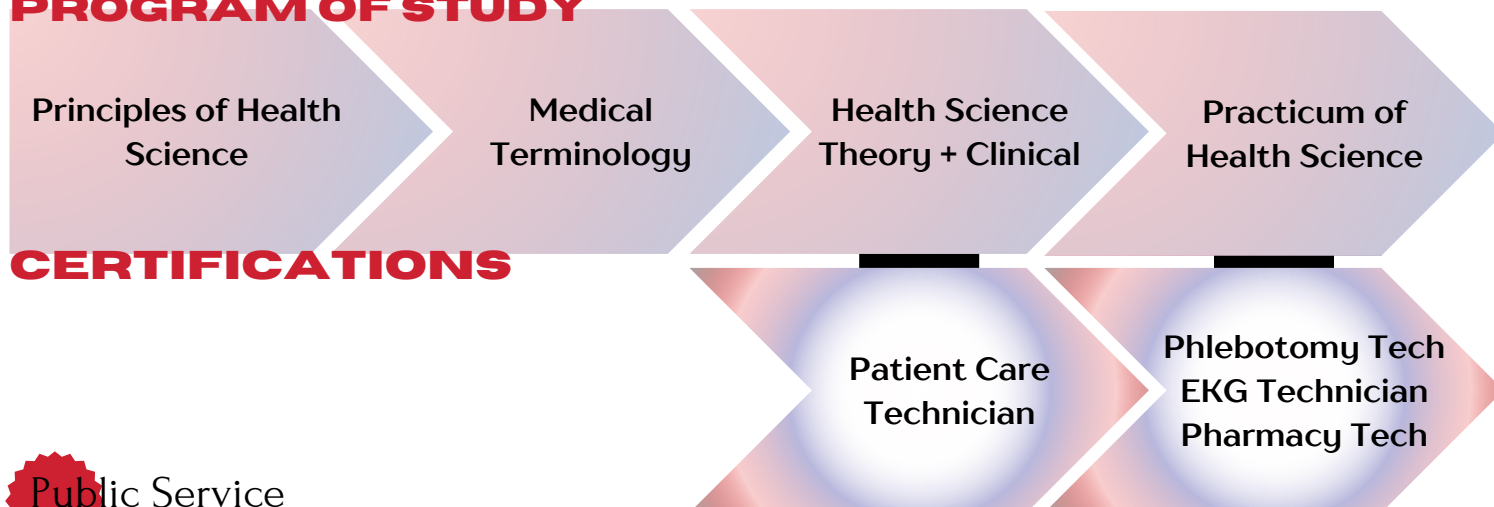 PROGRAM OF STUDY
Principles of Health
Science
Medical
Terminology
Health Science
Theory + Clinical
Practicum of
Health Science
CERTIFICATIONS
Patient Care
Technician
Phlebotomy Tech
EKG Technician
Pharmacy Tech
Public Service